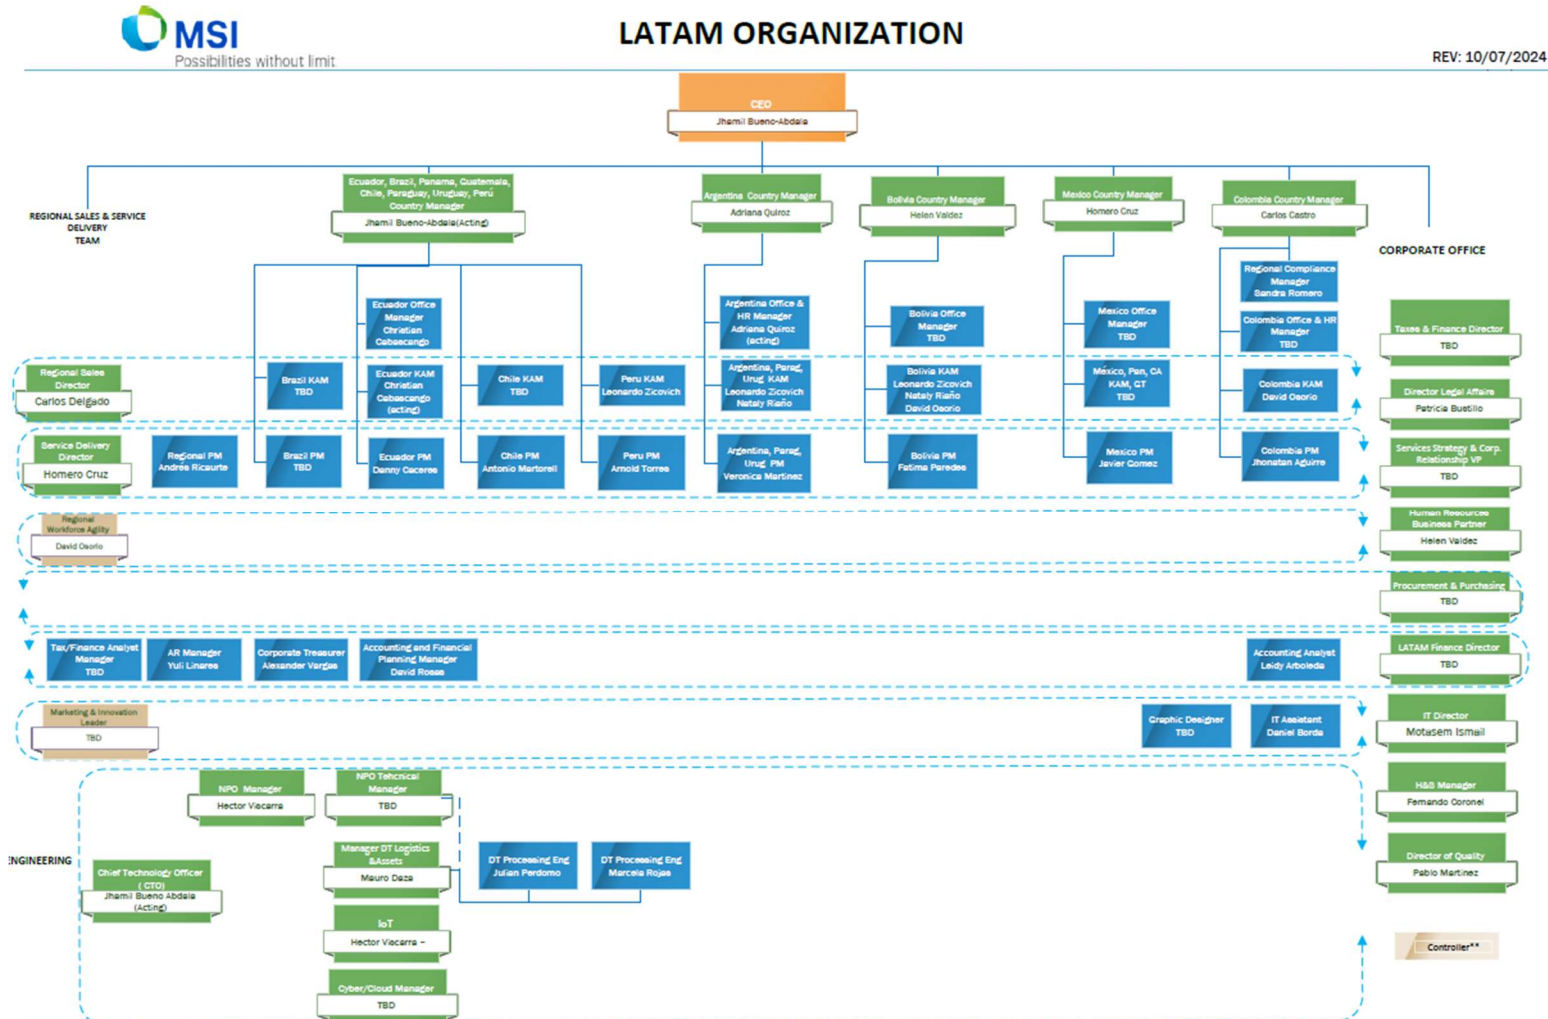 MSI
Possibilities without limit
LATAM ORGANIZATION
REV: 10/07/2024
CEO
Jhamil Bueno-Abdala
REGIONAL SALES & SERVICE
DELIVERY
TEAM
Ecuador, Brazil, Panama, Guatemala,
Chile, Paraguay, Uruguay, Perú
Country Manager
Jhamil Bueno-Abdala(Acting)
Argentina Country Manager
Adriana Quiroz
Bolivia Country Manager
Helen Valdez
Mexico Country Manager
Homero Cruz
Colombia Country Manager
Carlos Castro
CORPORATE OFFICE
Ecuador Office
Manager
Christian
Cabascango
Argentina Office &
HR Manager
Adriana Quiroz
(acting)
Bolivia Office
Manager
TBD
Mexico Office
Manager
TBD
Regional Compliance
Manager
Sandra Romero
Colombia Office & HR
Manager
TBD
Taxes & Finance Director
TBD
Regional Sales
Director
Carlos Delgado
Brazil KAM
TBD
Ecuador KAM
Christian
Cabascango
(acting)
Chile KAM
TBD
Peru KAM
Leonardo Zicovich
Argentina, Parag,
Urug KAM
Leonardo Zicovich
Nataly Riaño
Bolivia KAM
Leonardo Zicovich
Nataly Riaño
David Osorio
México, Pan, CA
KAM, GT
TBD
Colombia KAM
David Osorio
Director Legal Affairs
Patricia Bustillo
Service Delivery
Director
Homero Cruz
Regional PM
Andrés Ricaurte
Brazil PM
TBD
Ecuador PM
Danny Caceres
Chile PM
Antonio Martorell
Peru PM
Arnold Torres
Argentina, Parag,
Urug PM
Veronica Martinez
Bolivia PM
Fatima Paredes
Mexico PM
Javier Gomez
Colombia PM
Jhonatan Aguirre
Services Strategy & Corp.
Relationship VP
TBD
Regional
Workforce Agility
David Osorio
Human Resources
Business Partner
Helen Valdez
Procurement & Purchasing
TBD
Tax/Finance Analyst
Manager
TBD
AR Manager
Yuli Linares
Corporate Treasurer
Alexander Vargas
Accounting and Financial
Planning Manager
David Rosas
Accounting Analyst
Leidy Arboleda
LATAM Finance Director
TBD
Marketing & Innovation
Leader
TBD
Graphic Designer
TBD
IT Assistant
Daniel Borda
IT Director
Motasem Ismail
NPO Manager
Hector Viscarra
NPO Tehcnical
Manager
TBD
H&S Manager
Fernando Coronel
ENGINEERING
Chief Technology Officer
( CTO)
Jhamil Bueno Abdala
(Acting)
Manager DT Logistics
&Assets
Mauro Daza
DT Processing Eng
Julian Perdomo
DT Processing Eng
Marcela Rojas
Director of Quality
Pablo Martinez
IoT
Hector Viscarra –
Controller**
Cyber/Cloud Manager
TBD